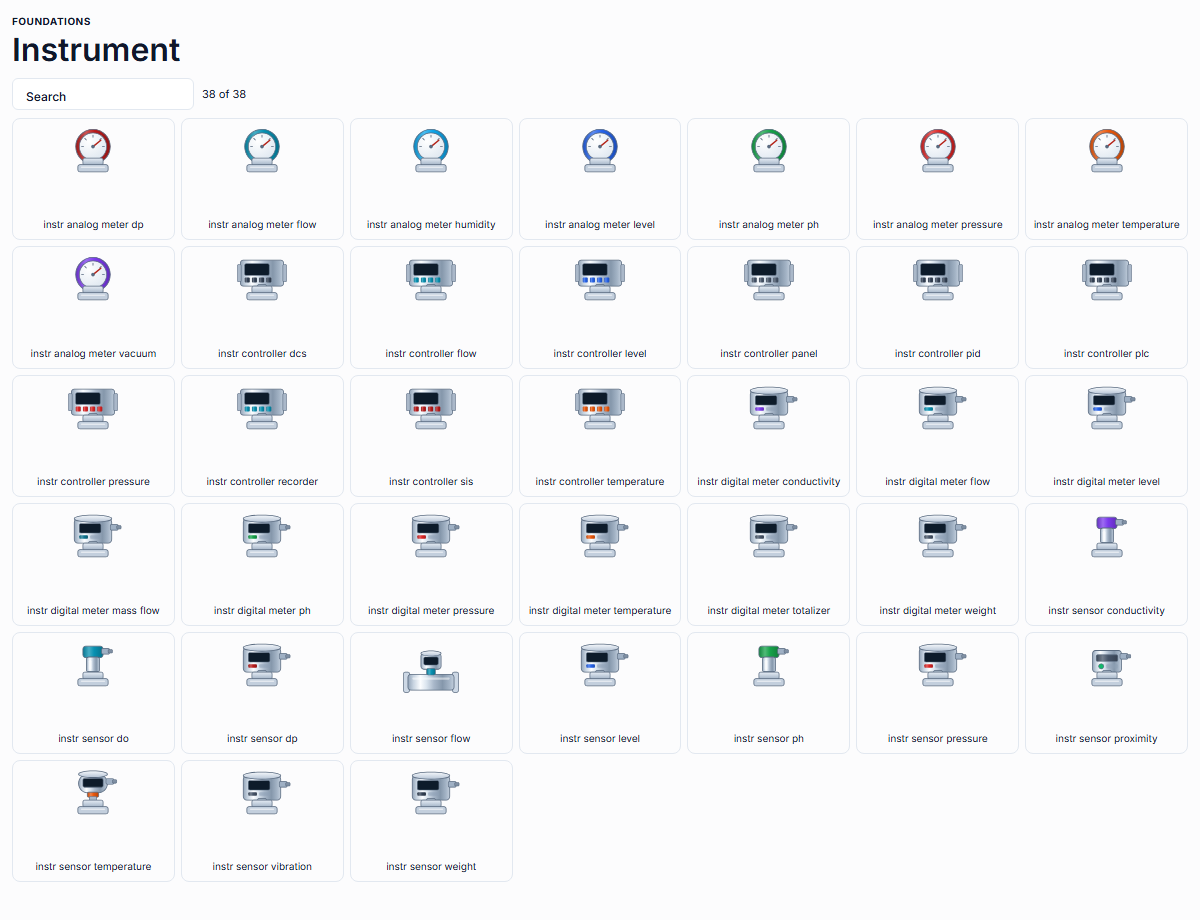 FOUNDATIONS
Instrument
Search
38 of 38
instr analog meter dp
instr analog meter flow
instr analog meter humidity
instr analog meter level
instr analog meter ph
instr analog meter pressure
instr analog meter temperature
instr analog meter vacuum
instr controller dcs
instr controller flow
instr controller level
instr controller panel
instr controller pid
instr controller plc
instr controller pressure
instr controller recorder
instr controller sis
instr controller temperature
instr digital meter conductivity
instr digital meter flow
instr digital meter level
instr digital meter mass flow
instr digital meter ph
instr digital meter pressure
instr digital meter temperature
instr digital meter totalizer
instr digital meter weight
instr sensor conductivity
instr sensor do
instr sensor dp
instr sensor flow
instr sensor level
instr sensor ph
instr sensor pressure
instr sensor proximity
instr sensor temperature
instr sensor vibration
instr sensor weight